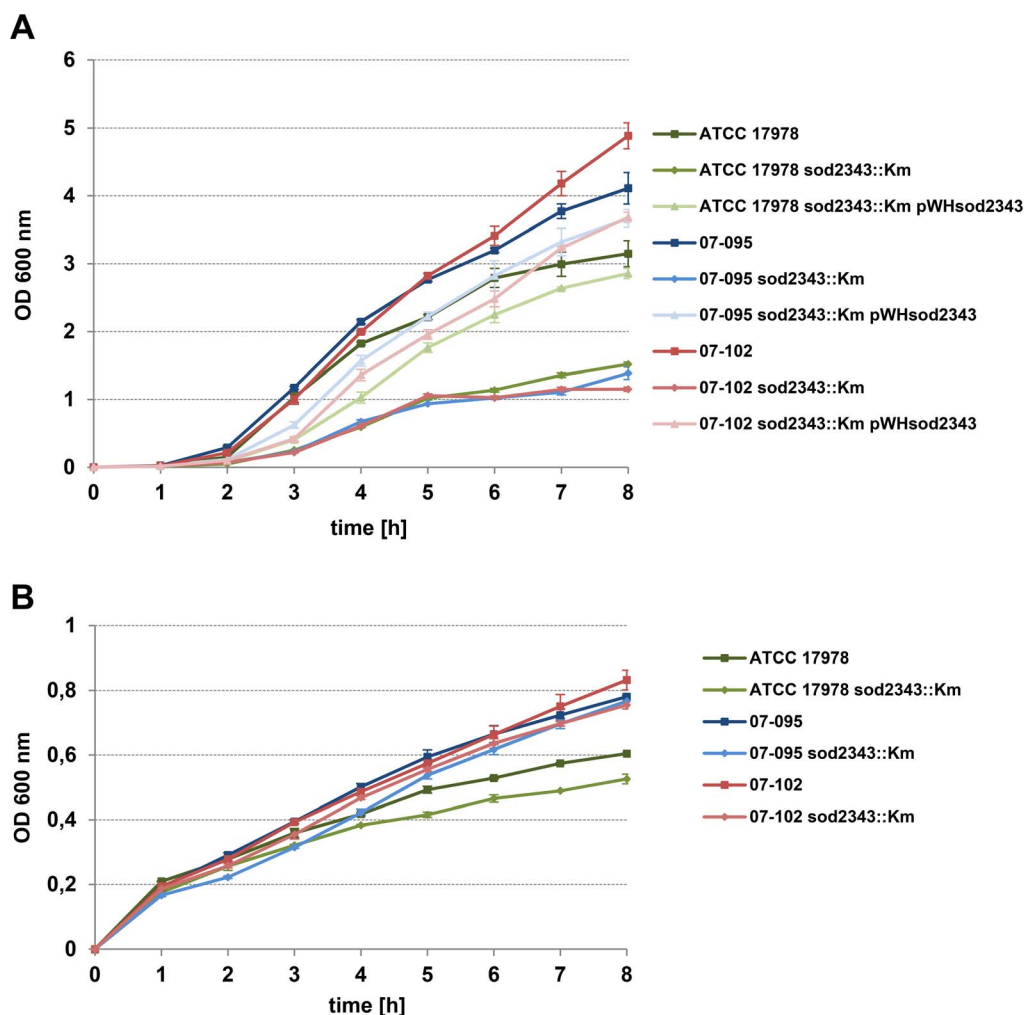 A
6
5
4
3
2
1
0
OD 600 nm
0 1 2 3 4 5 6 7 8
time [h]
ATCC 17978
ATCC 17978 sod2343::Km
ATCC 17978 sod2343::Km pWHsod2343
07-095
07-095 sod2343::Km
07-095 sod2343::Km pWHsod2343
07-102
07-102 sod2343::Km
07-102 sod2343::Km pWHsod2343
B
1
0,8
0,6
0,4
0,2
0
OD 600 nm
0 1 2 3 4 5 6 7 8
time [h]
ATCC 17978
ATCC 17978 sod2343::Km
07-095
07-095 sod2343::Km
07-102
07-102 sod2343::Km